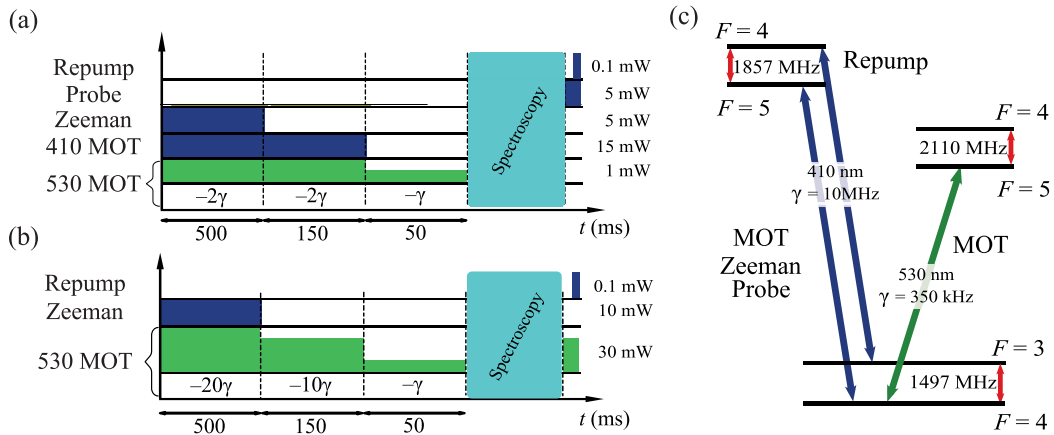 (a)
Repump
Probe
Zeeman
410 MOT
530 MOT
0.1 mW
5 mW
5 mW
15 mW
1 mW
Spectroscopy
−2γ
−2γ
−γ
500
150
50
t (ms)
(b)
Repump
Zeeman
530 MOT
0.1 mW
10 mW
30 mW
Spectroscopy
−20γ
−10γ
−γ
500
150
50
t (ms)
(c)
F = 4
1857 MHz
F = 5
Repump
F = 4
2110 MHz
F = 5
410 nm
γ = 10MHz
MOT
Zeeman
Probe
MOT
530 nm
γ = 350 kHz
F = 3
1497 MHz
F = 4